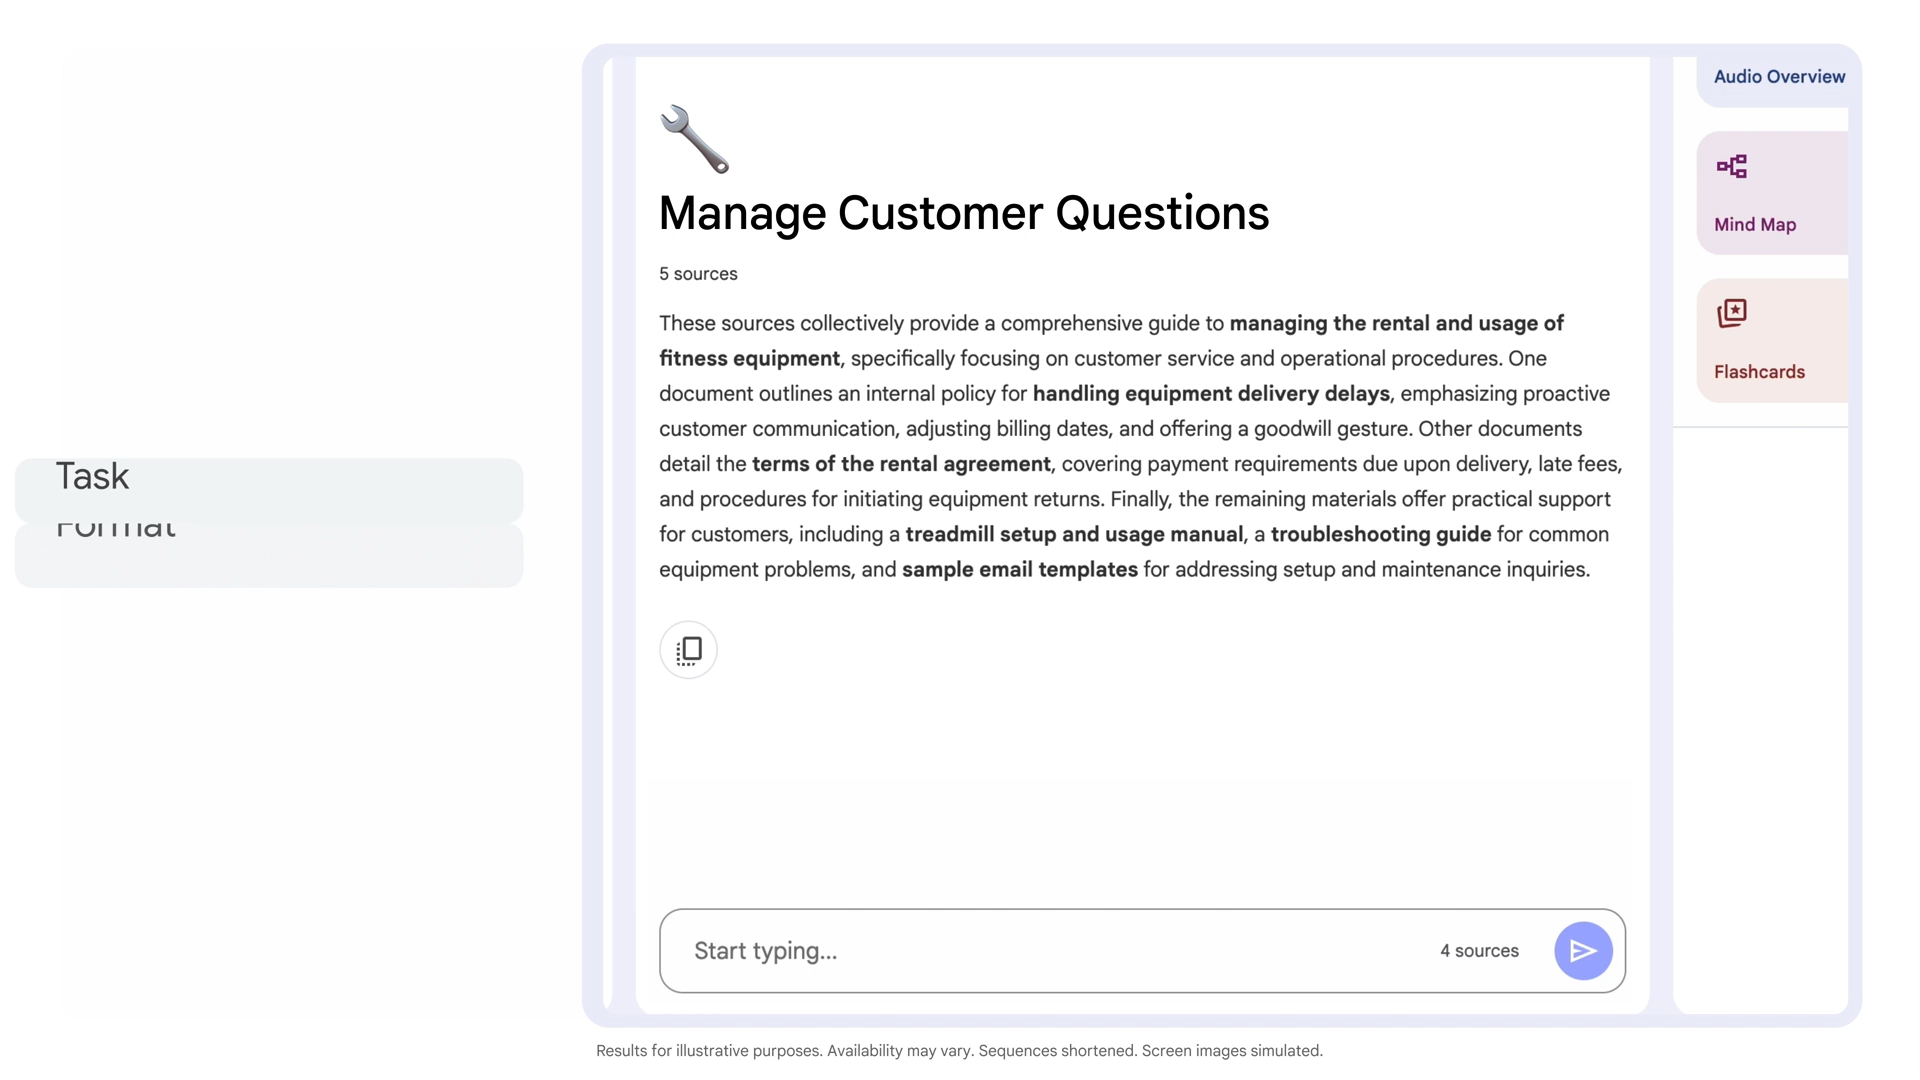 Task
Format
Manage Customer Questions
5 sources
These sources collectively provide a comprehensive guide to managing the rental and usage of
fitness equipment, specifically focusing on customer service and operational procedures. One
document outlines an internal policy for handling equipment delivery delays, emphasizing proactive
customer communication, adjusting billing dates, and offering a goodwill gesture. Other documents
detail the terms of the rental agreement, covering payment requirements due upon delivery, late fees,
and procedures for initiating equipment returns. Finally, the remaining materials offer practical support
for customers, including a treadmill setup and usage manual, a troubleshooting guide for common
equipment problems, and sample email templates for addressing setup and maintenance inquiries.
Start typing...
4 sources
Audio Overview
Mind Map
Flashcards
Results for illustrative purposes. Availability may vary. Sequences shortened. Screen images simulated.